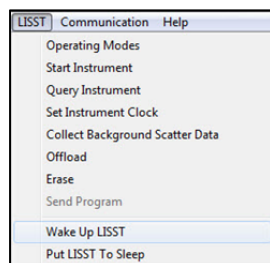 LISST Communication Help
Operating Modes
Start Instrument
Query Instrument
Set Instrument Clock
Collect Background Scatter Data
Offload
Erase
Send Program
Wake Up LISST
Put LISST To Sleep